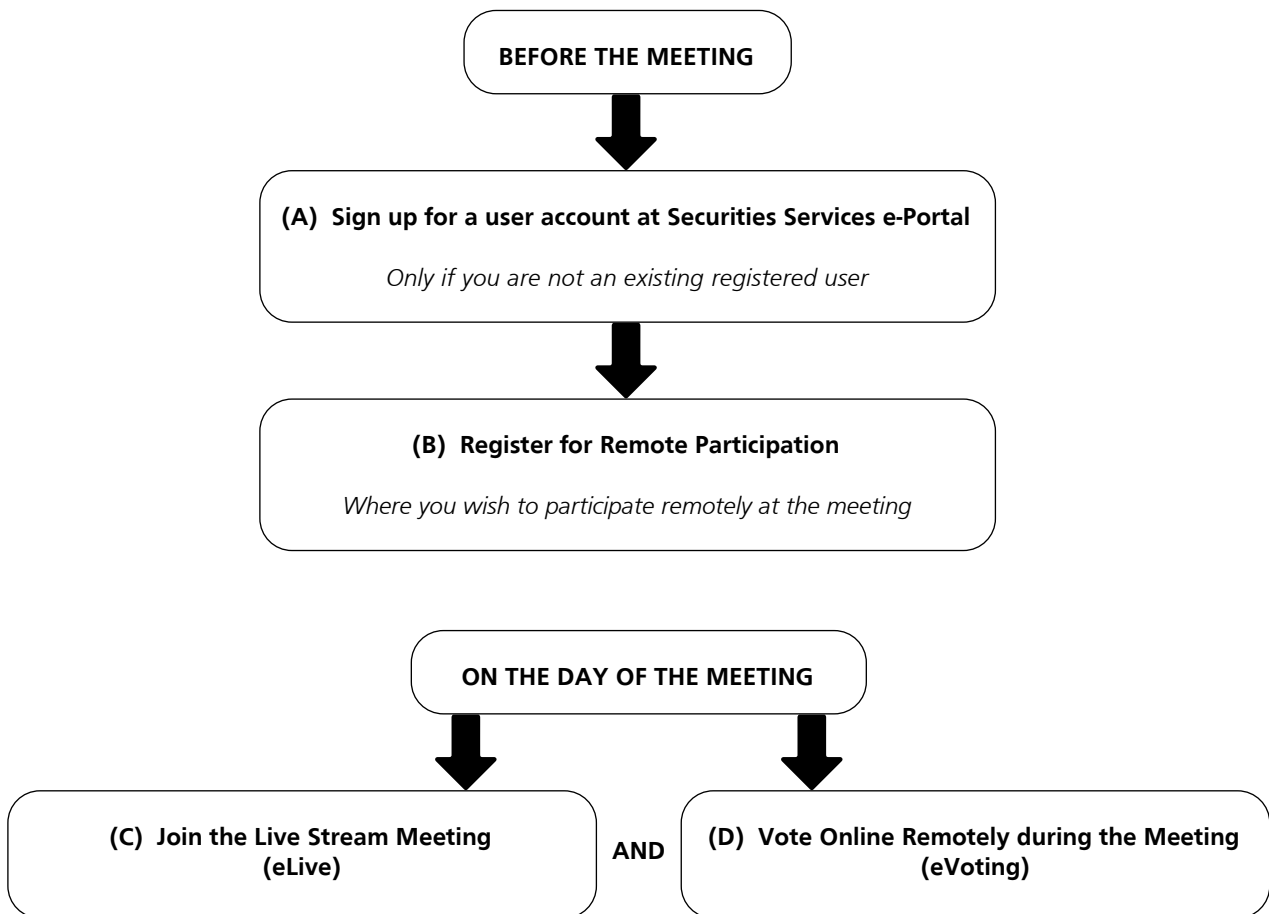 BEFORE THE MEETING
(A) Sign up for a user account at Securities Services e-Portal
Only if you are not an existing registered user
(B) Register for Remote Participation
Where you wish to participate remotely at the meeting
ON THE DAY OF THE MEETING
(C) Join the Live Stream Meeting
(eLive)
AND
(D) Vote Online Remotely during the Meeting
(eVoting)